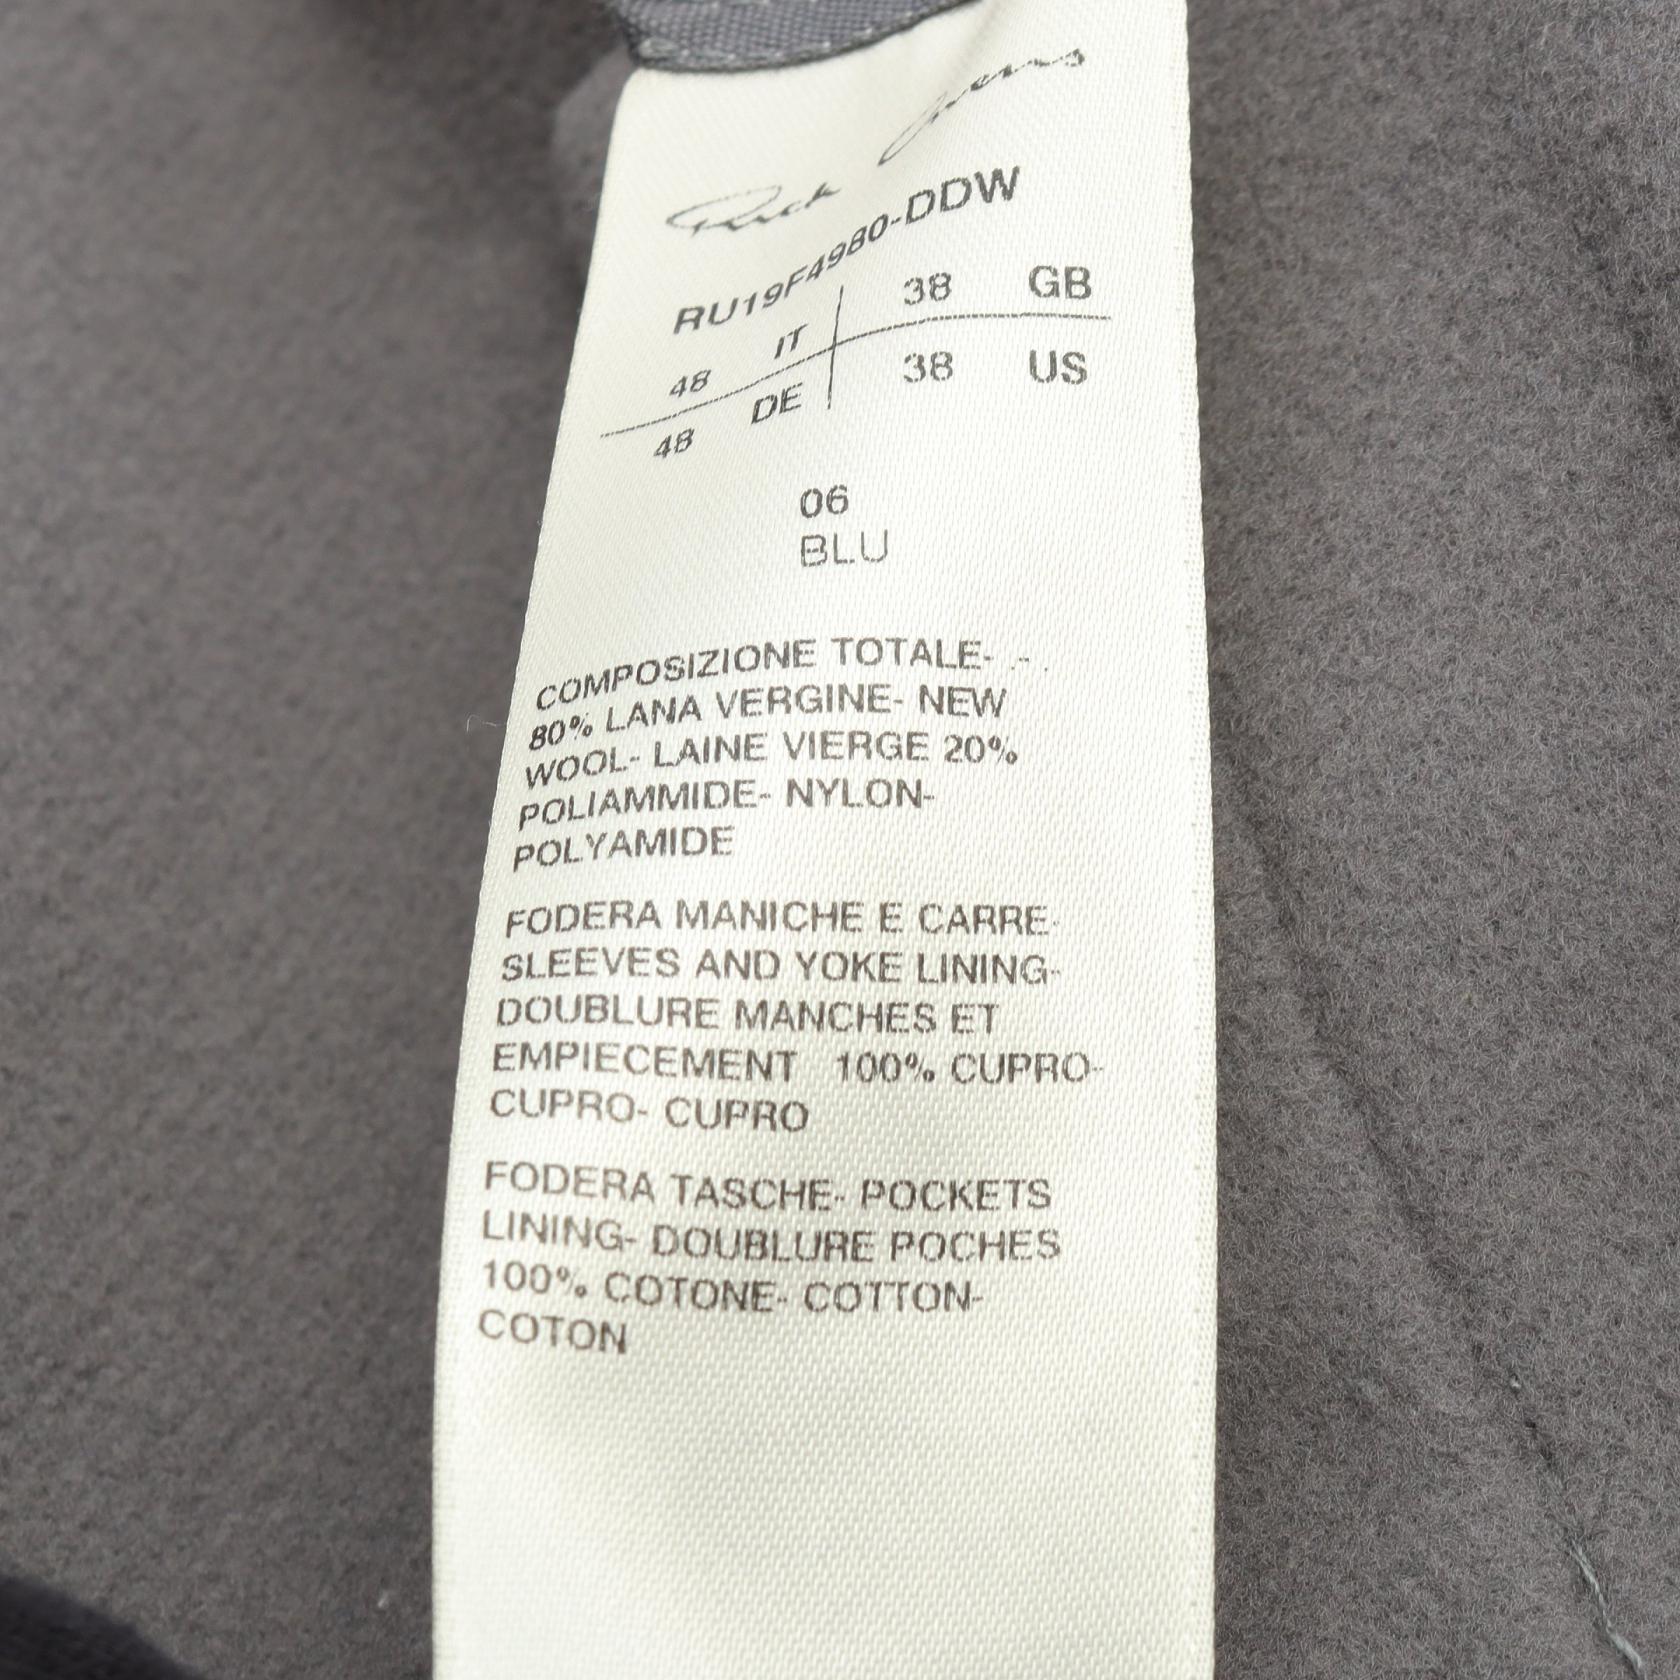 Rick Owens
RU19F4980-DDW
48 IT 38 GB
48 DE 38 US
06
BLU
COMPOSIZIONE TOTALE- - -
80% LANA VERGINE- NEW
WOOL- LAINE VIERGE 20%
POLIAMMIDE- NYLON-
POLYAMIDE
FODERA MANICHE E CARRE-
SLEEVES AND YOKE LINING-
DOUBLURE MANCHES ET
EMPIECEMENT 100% CUPRO-
CUPRO- CUPRO
FODERA TASCHE- POCKETS
LINING- DOUBLURE POCHES
100% COTONE- COTTON-
COTON